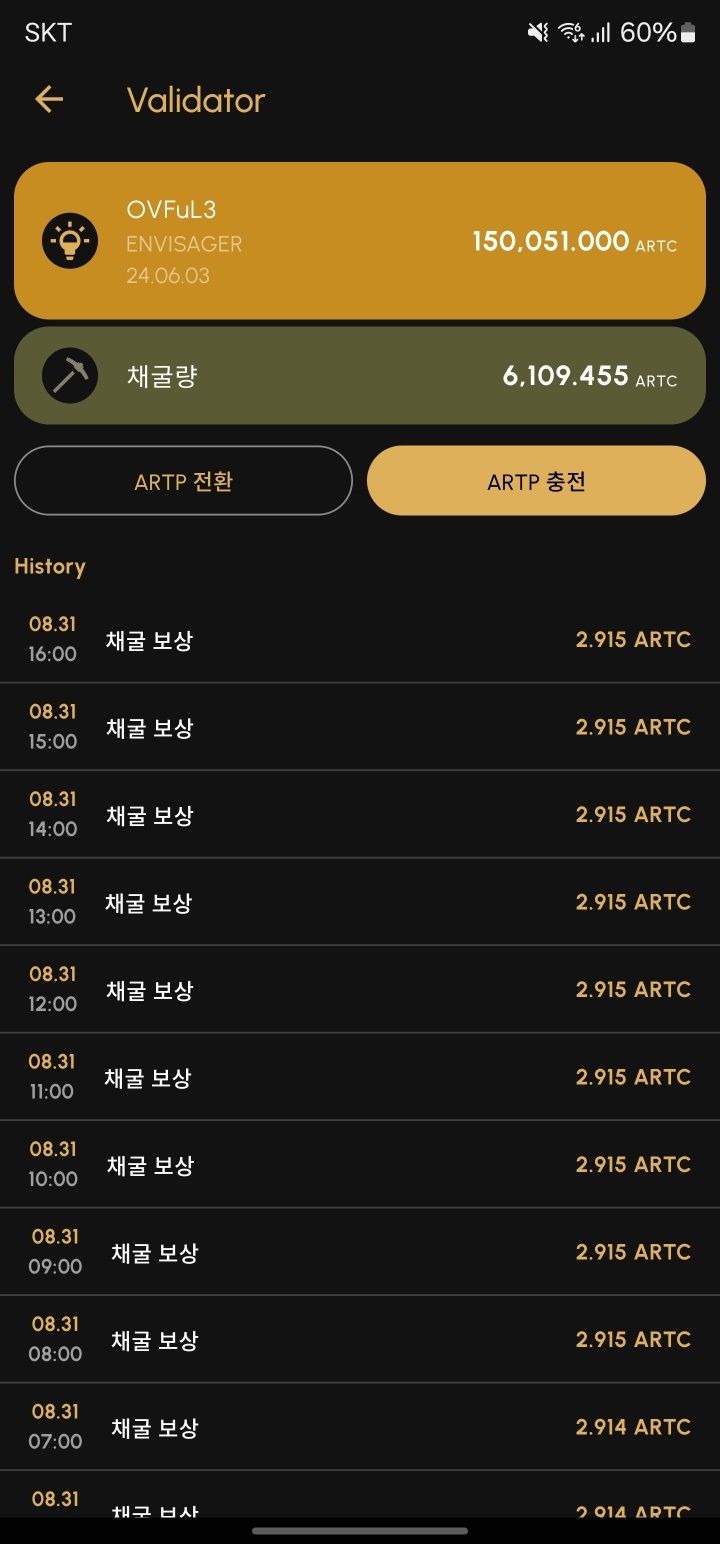 SKT 60%
Validator
OVFuL3
ENVISAGER
24.06.03
150,051.000 ARTC
채굴량 6,109.455 ARTC
ARTP 전환 ARTP 충전
History
08.31
16:00 채굴 보상 2.915 ARTC
08.31
15:00 채굴 보상 2.915 ARTC
08.31
14:00 채굴 보상 2.915 ARTC
08.31
13:00 채굴 보상 2.915 ARTC
08.31
12:00 채굴 보상 2.915 ARTC
08.31
11:00 채굴 보상 2.915 ARTC
08.31
10:00 채굴 보상 2.915 ARTC
08.31
09:00 채굴 보상 2.915 ARTC
08.31
08:00 채굴 보상 2.915 ARTC
08.31
07:00 채굴 보상 2.914 ARTC
08.31
채굴 보상 2.914 ARTC